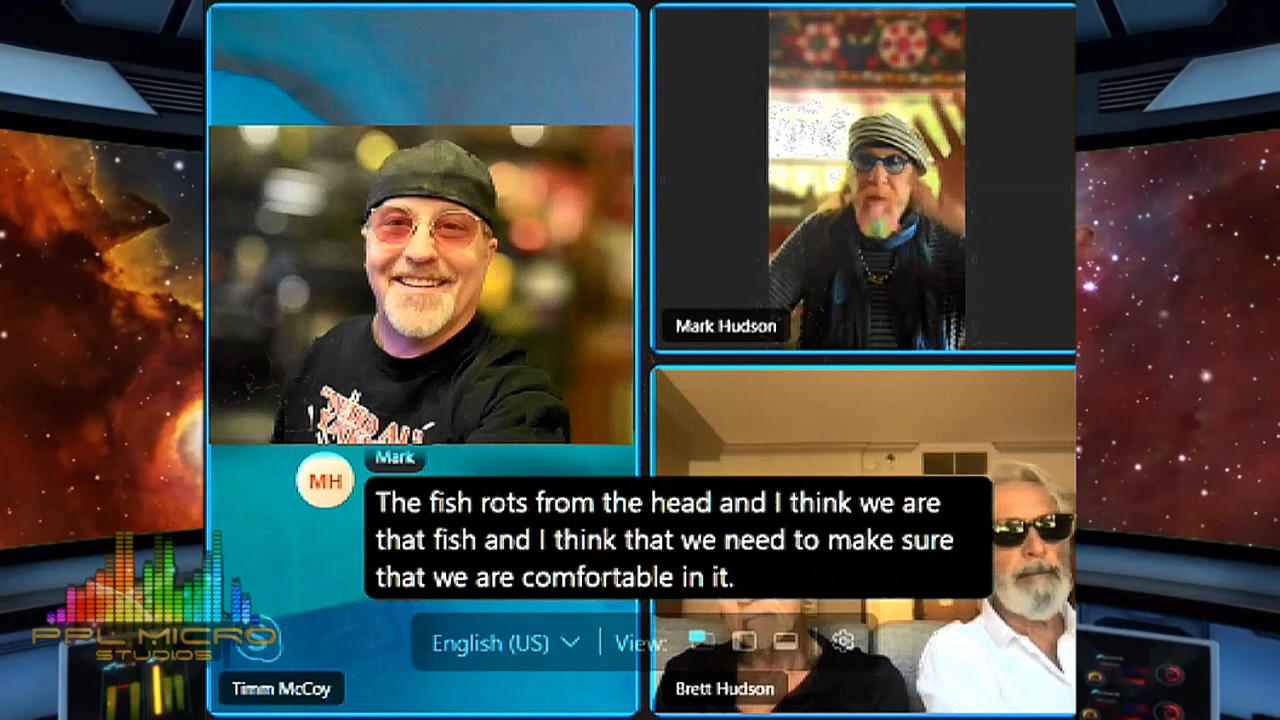 Mark Hudson
Mark
MH
The fish rots from the head and I think we are
that fish and I think that we need to make sure
that we are comfortable in it.
English (US)
View:
PPL MICRO
STUDIOS
Timm McCoy
Brett Hudson